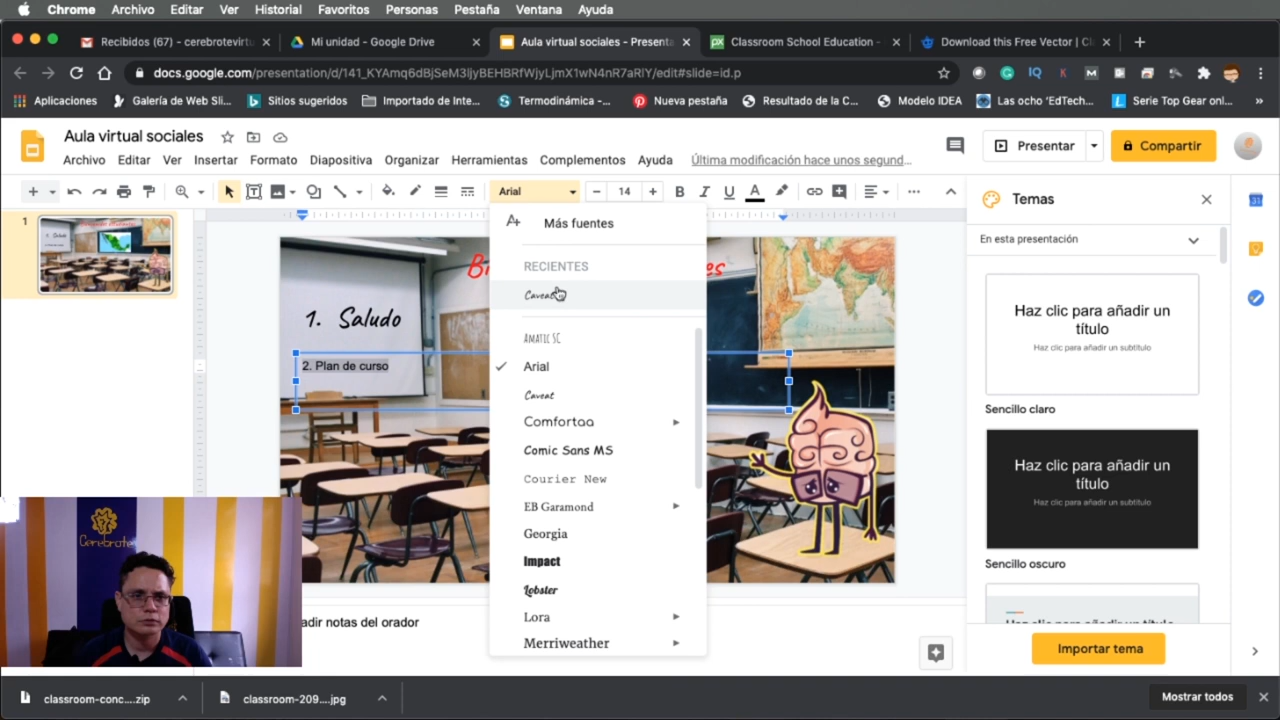 Chrome Archivo Editar Ver Historial Favoritos Personas Pestaña Ventana Ayuda
Recibidos (67) - cerebrotevirtu
Mi unidad - Google Drive
Aula virtual sociales - Presenta
Classroom School Education -
Download this Free Vector | Cl
docs.google.com/presentation/d/141_KYAmq6dBjSeM3ljyBEHBRfWjyLjmX1wN4nR7aRlY/edit#slide=id.p
Aplicaciones
Galería de Web Sli...
Sitios sugeridos
Importado de Inte...
Termodinámica -...
Nueva pestaña
Resultado de la C...
Modelo IDEA
Las ocho 'EdTech...
Serie Top Gear onl...
Aula virtual sociales
Presentar
Compartir
Archivo Editar Ver Insertar Formato Diapositiva Organizar Herramientas Complementos Ayuda Última modificación hace unos segund...
Arial
14
Temas
1
Más fuentes
En esta presentación
RECIENTES
Caveat
1. Saludo
Haz clic para añadir un
título
Haz clic para añadir un subtítulo
Amatic SC
2. Plan de curso
Arial
Caveat
Sencillo claro
Comfortaa
Comic Sans MS
Haz clic para añadir un
título
Haz clic para añadir un subtítulo
Courier New
EB Garamond
Georgia
Cerebrote
Impact
Sencillo oscuro
Lobster
Lora
adir notas del orador
Merriweather
Importar tema
classroom-conc....zip
classroom-209....jpg
Mostrar todos